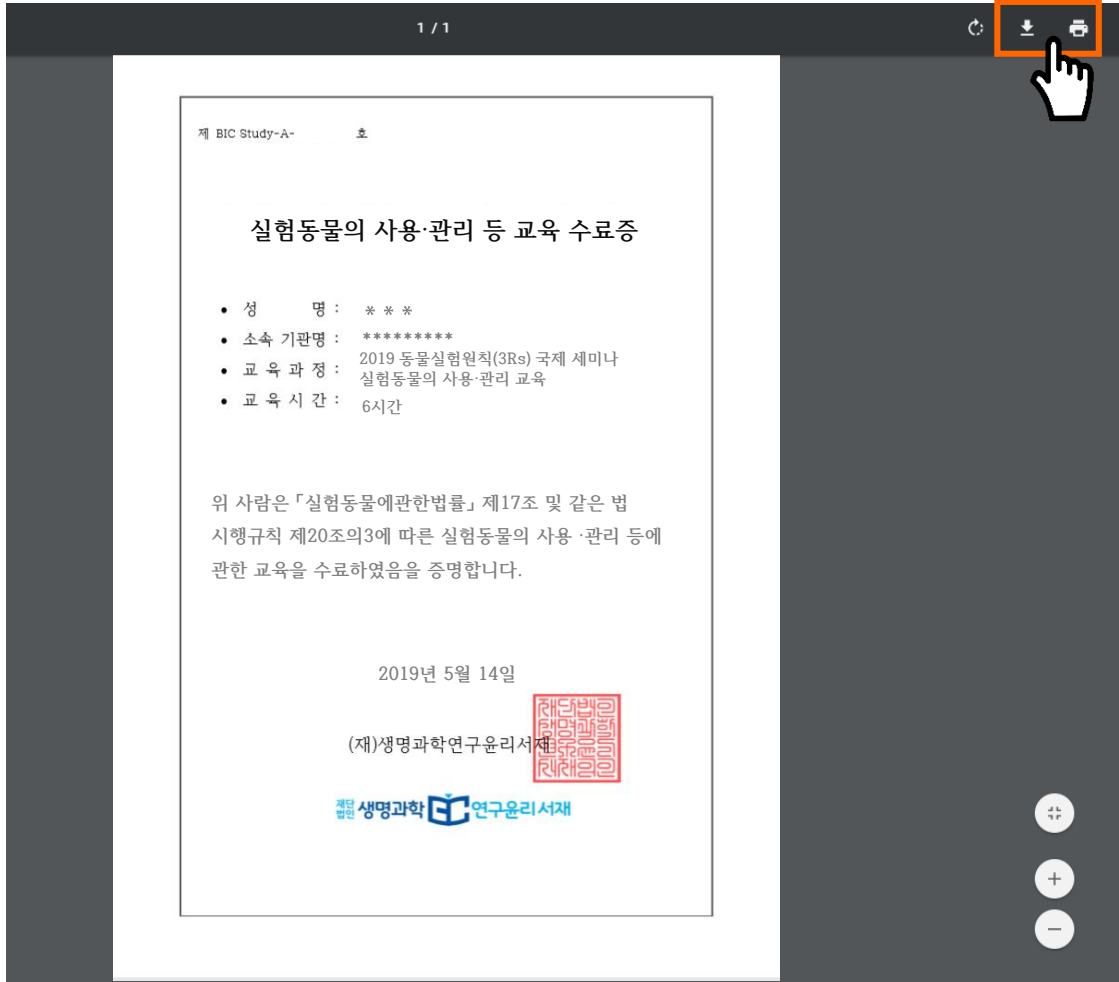 1 / 1
제 BIC Study-A- 호
실험동물의 사용·관리 등 교육 수료증
• 성 명 : * * *
• 소속 기관명 : *********
• 교 육 과 정 : 2019 동물실험원칙(3Rs) 국제 세미나
실험동물의 사용·관리 교육
• 교 육 시 간 : 6시간
위 사람은 「실험동물에관한법률」 제17조 및 같은 법
시행규칙 제20조의3에 따른 실험동물의 사용 ·관리 등에
관한 교육을 수료하였음을 증명합니다.
2019년 5월 14일
(재)생명과학연구윤리서재
재단
법인 생명과학 연구윤리서재